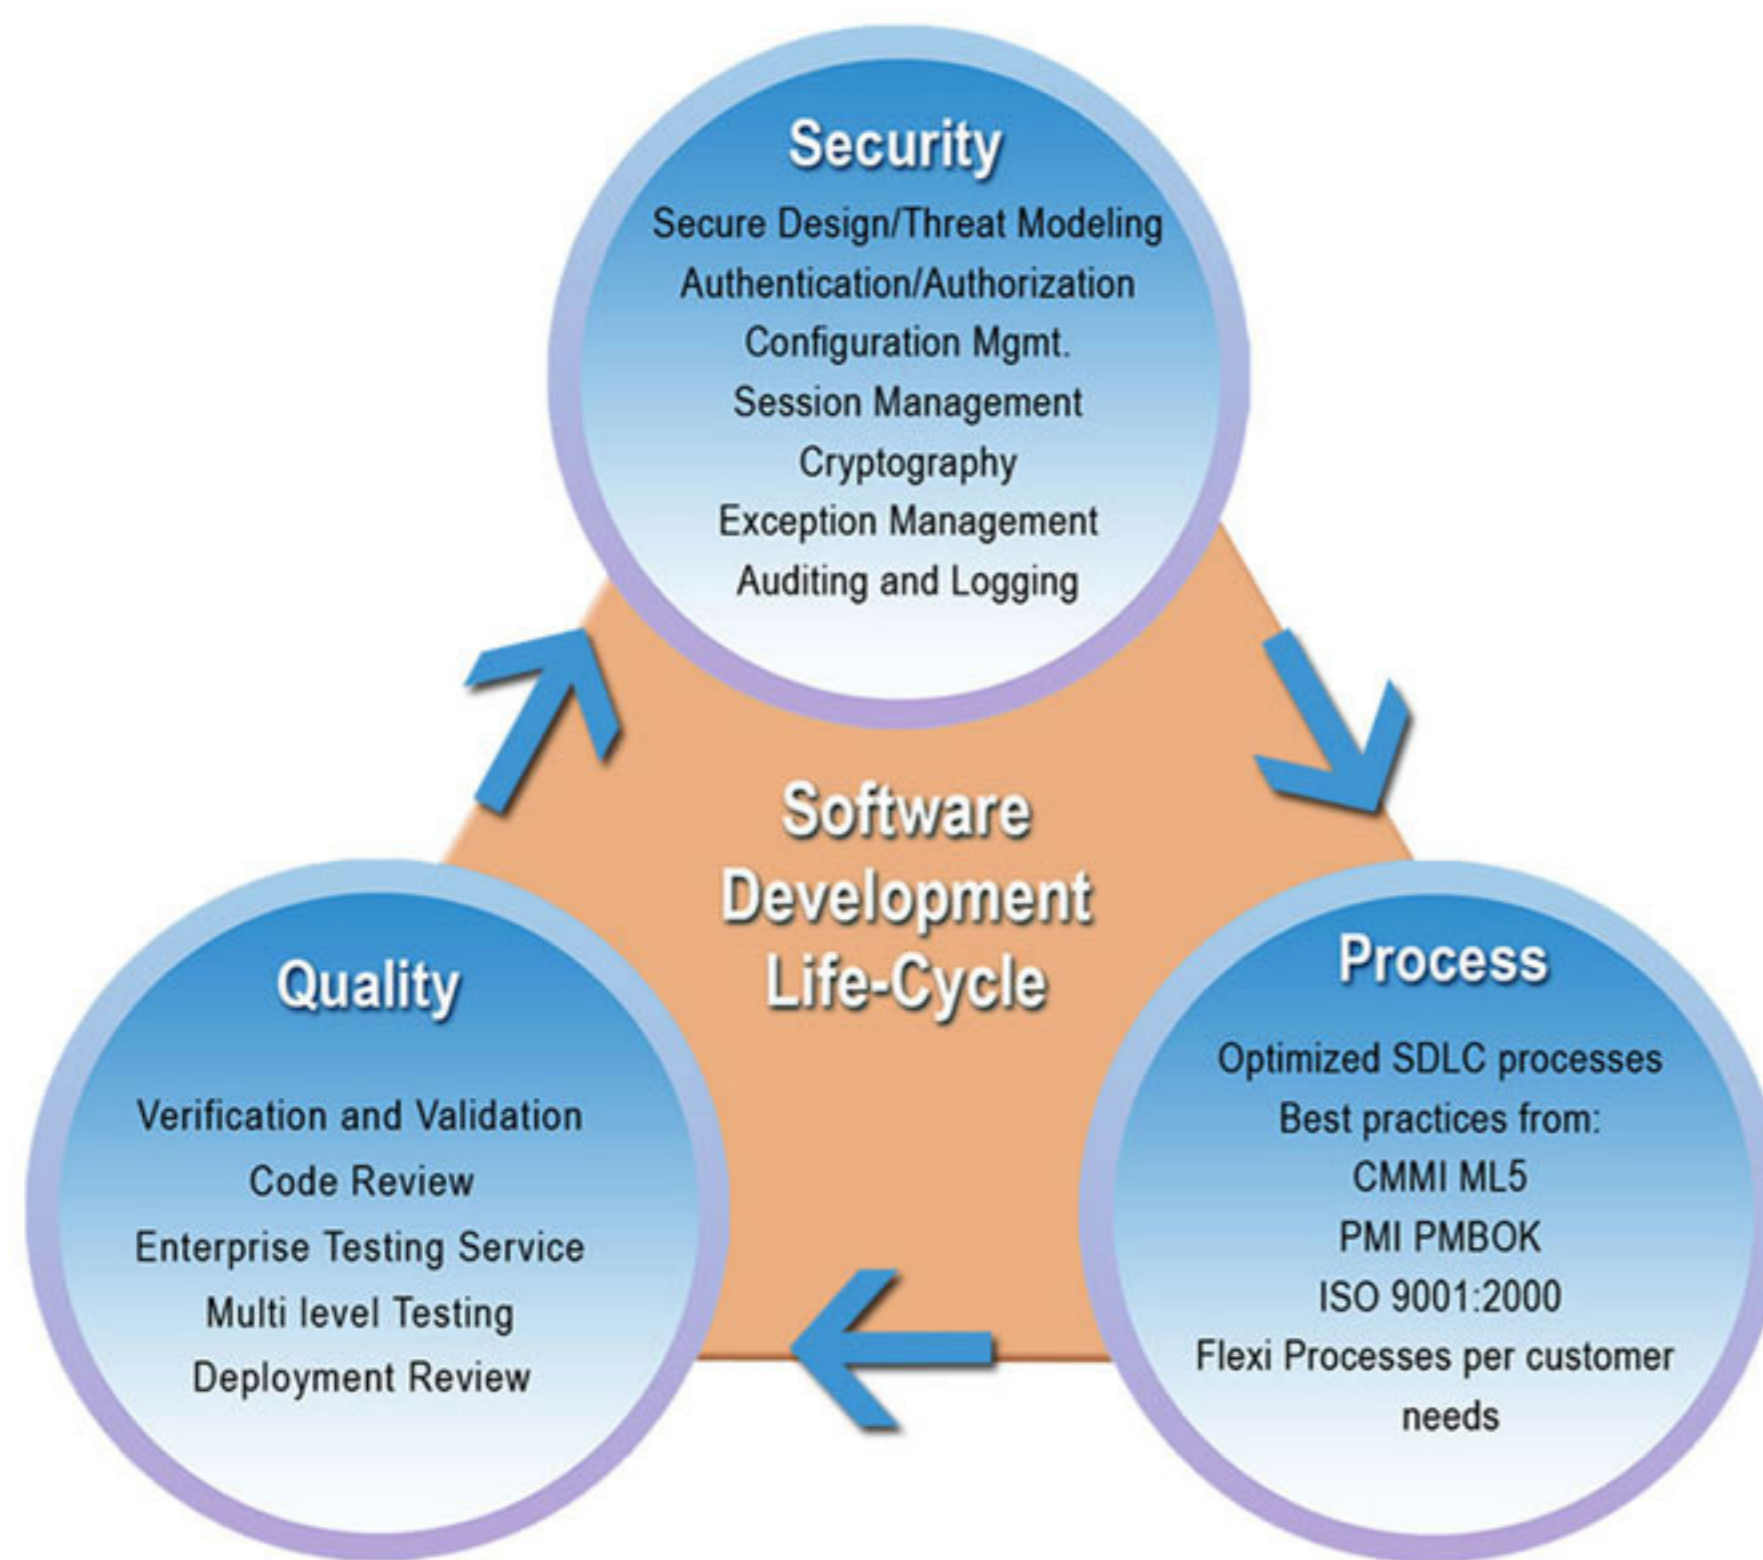 Security
Secure Design/Threat Modeling
Authentication/Authorization
Configuration Mgmt.
Session Management
Cryptography
Exception Management
Auditing and Logging
Software
Development
Life-Cycle
Quality
Verification and Validation
Code Review
Enterprise Testing Service
Multi level Testing
Deployment Review
Process
Optimized SDLC processes
Best practices from:
CMMI ML5
PMI PMBOK
ISO 9001:2000
Flexi Processes per customer
needs